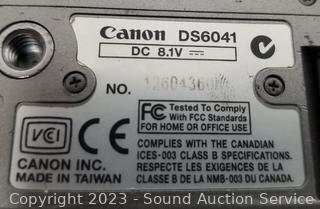 Canon DS6041
DC 8.1V
NO.
FC Tested To Comply
With FCC Standards
FOR HOME OR OFFICE USE
VCI CE
COMPLIES WITH THE CANADIAN
ICES-003 CLASS B SPECIFICATIONS.
RESPECTE LES EXIGENCES DE LA
CLASSE B DE LA NMB-003 DU CANADA.
CANON INC.
MADE IN TAIWAN
Copyright 2023 - Sound Auction Service